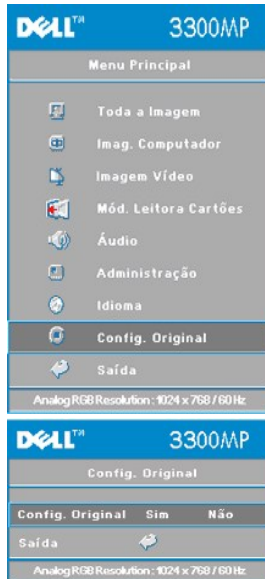 DELL™ 3300MP
Menu Principal
Toda a Imagem
Imag. Computador
Imagem Vídeo
Mód. Leitora Cartões
Áudio
Administração
Idioma
Config. Original
Saída
Analog RGB Resolution : 1024 x 768 / 60 Hz
DELL™ 3300MP
Config. Original
Config. Original Sim Não
Saída
Analog RGB Resolution : 1024 x 768 / 60 Hz